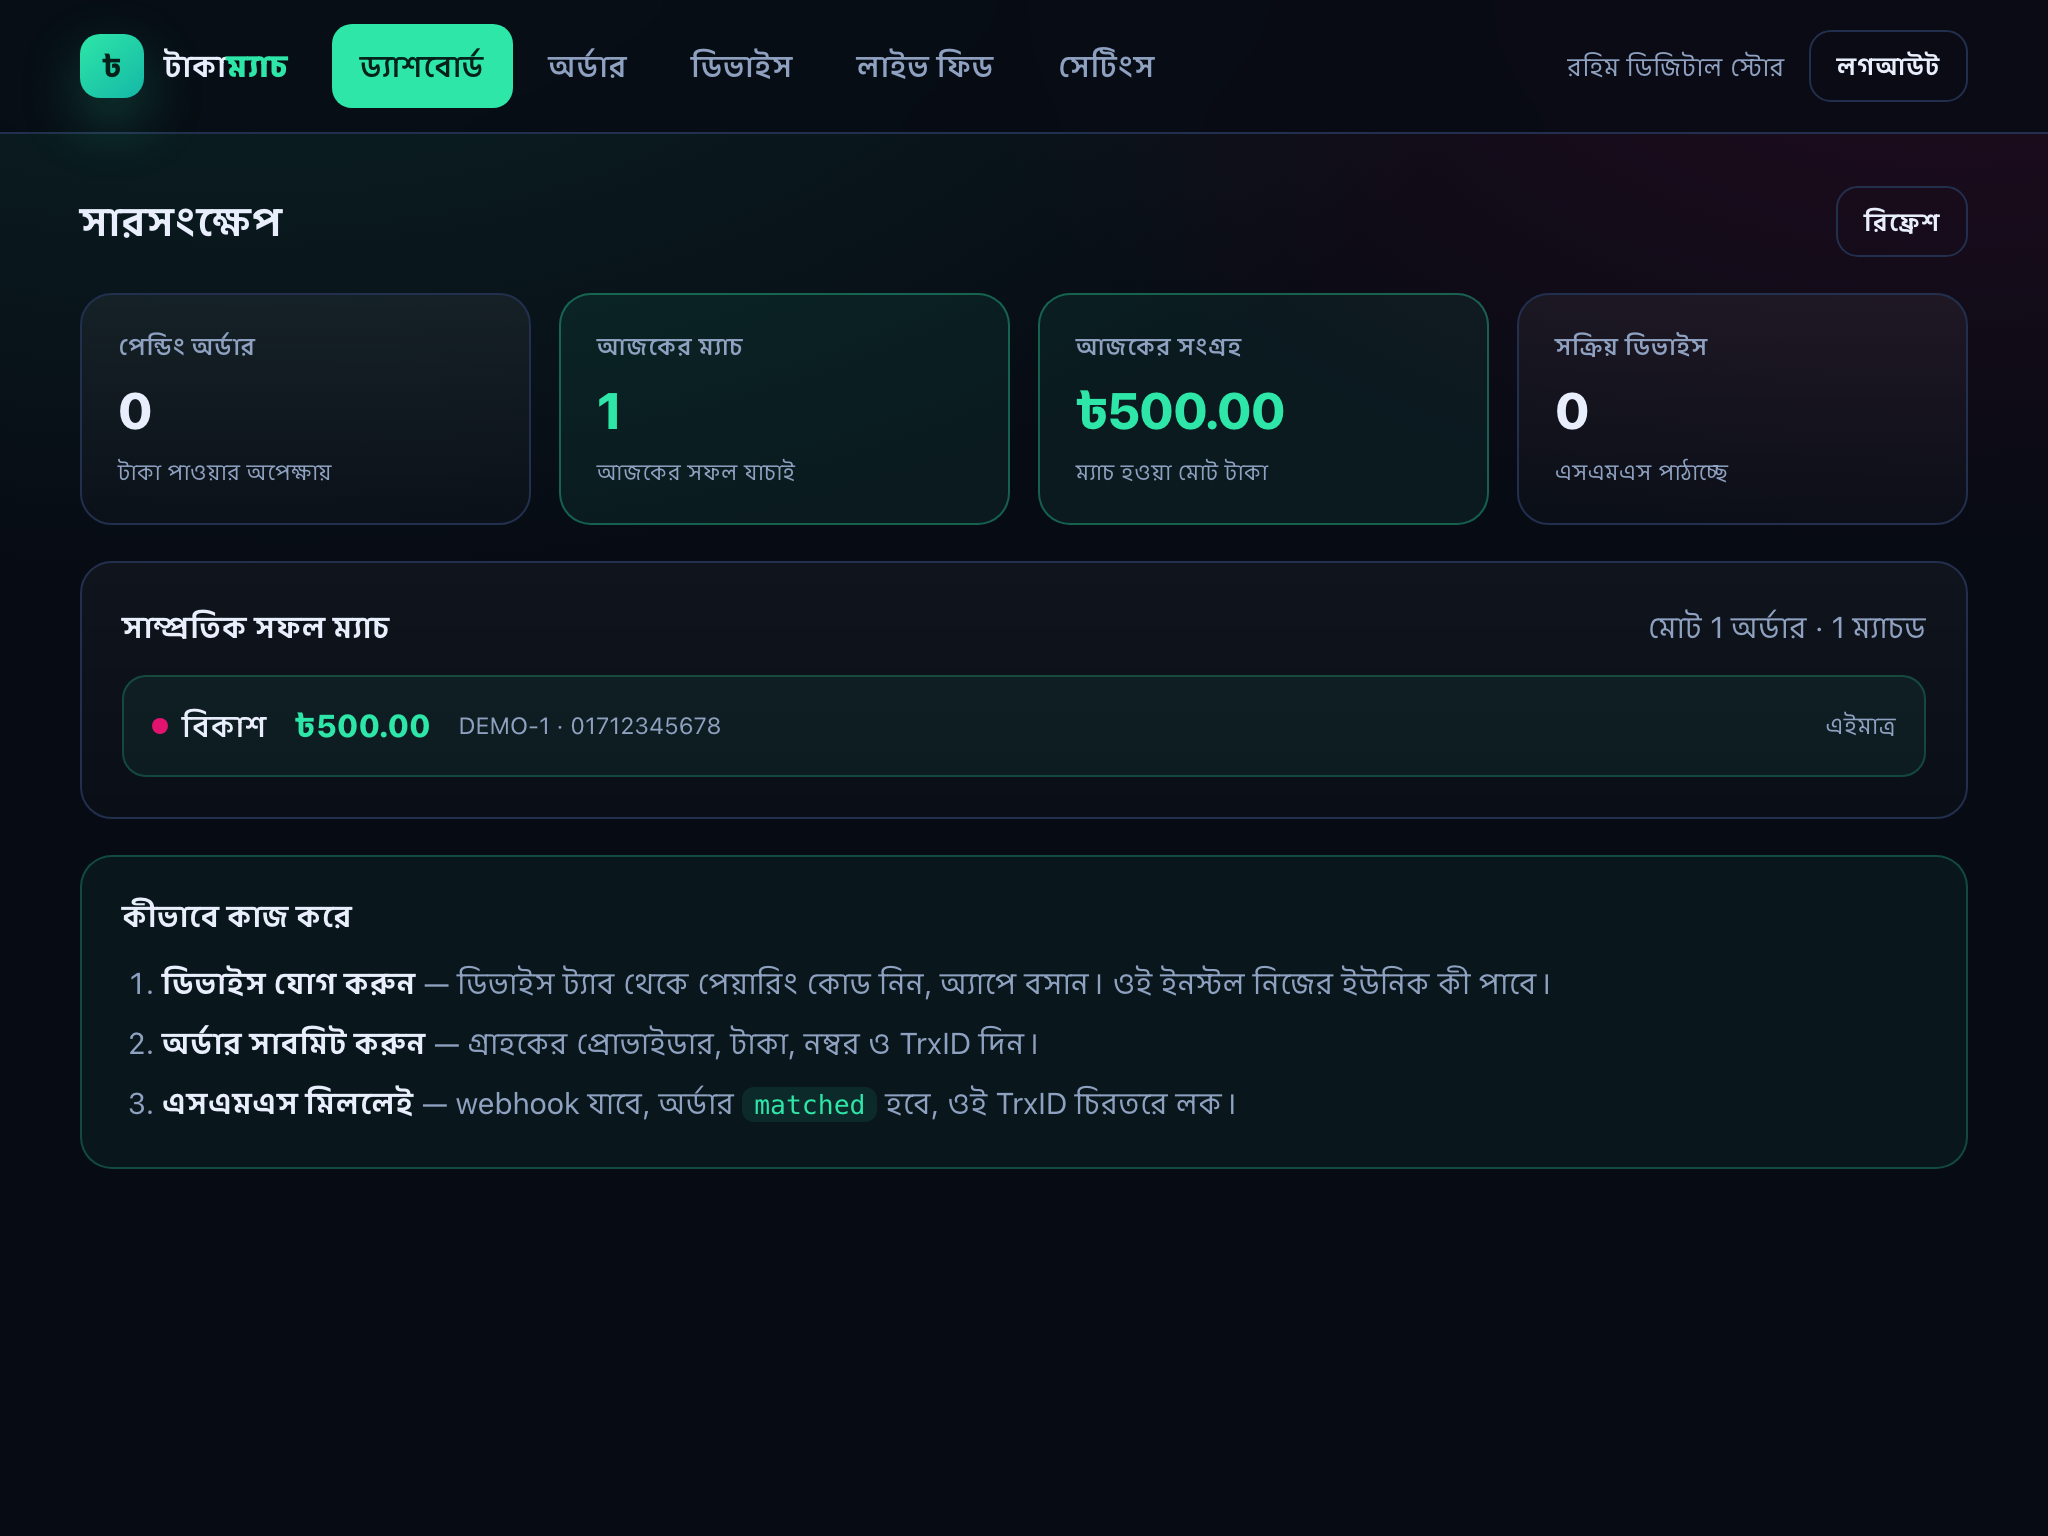 ৳ টাকাম্যাচ ড্যাশবোর্ড অর্ডার ডিভাইস লাইভ ফিড সেটিংস রহিম ডিজিটাল স্টোর লগআউট
সারসংক্ষেপ রিফ্রেশ
পেন্ডিং অর্ডার
0
টাকা পাওয়ার অপেক্ষায়
আজকের ম্যাচ
1
আজকের সফল যাচাই
আজকের সংগ্রহ
৳500.00
ম্যাচ হওয়া মোট টাকা
সক্রিয় ডিভাইস
0
এসএমএস পাঠাচ্ছে
সাম্প্রতিক সফল ম্যাচ মোট 1 অর্ডার · 1 ম্যাচড
বিকাশ ৳500.00 DEMO-1 · 01712345678 এইমাত্র
কীভাবে কাজ করে
1. ডিভাইস যোগ করুন — ডিভাইস ট্যাব থেকে পেয়ারিং কোড নিন, অ্যাপে বসান। ওই ইনস্টল নিজের ইউনিক কী পাবে।
2. অর্ডার সাবমিট করুন — গ্রাহকের প্রোভাইডার, টাকা, নম্বর ও TrxID দিন।
3. এসএমএস মিললেই — webhook যাবে, অর্ডার matched হবে, ওই TrxID চিরতরে লক।